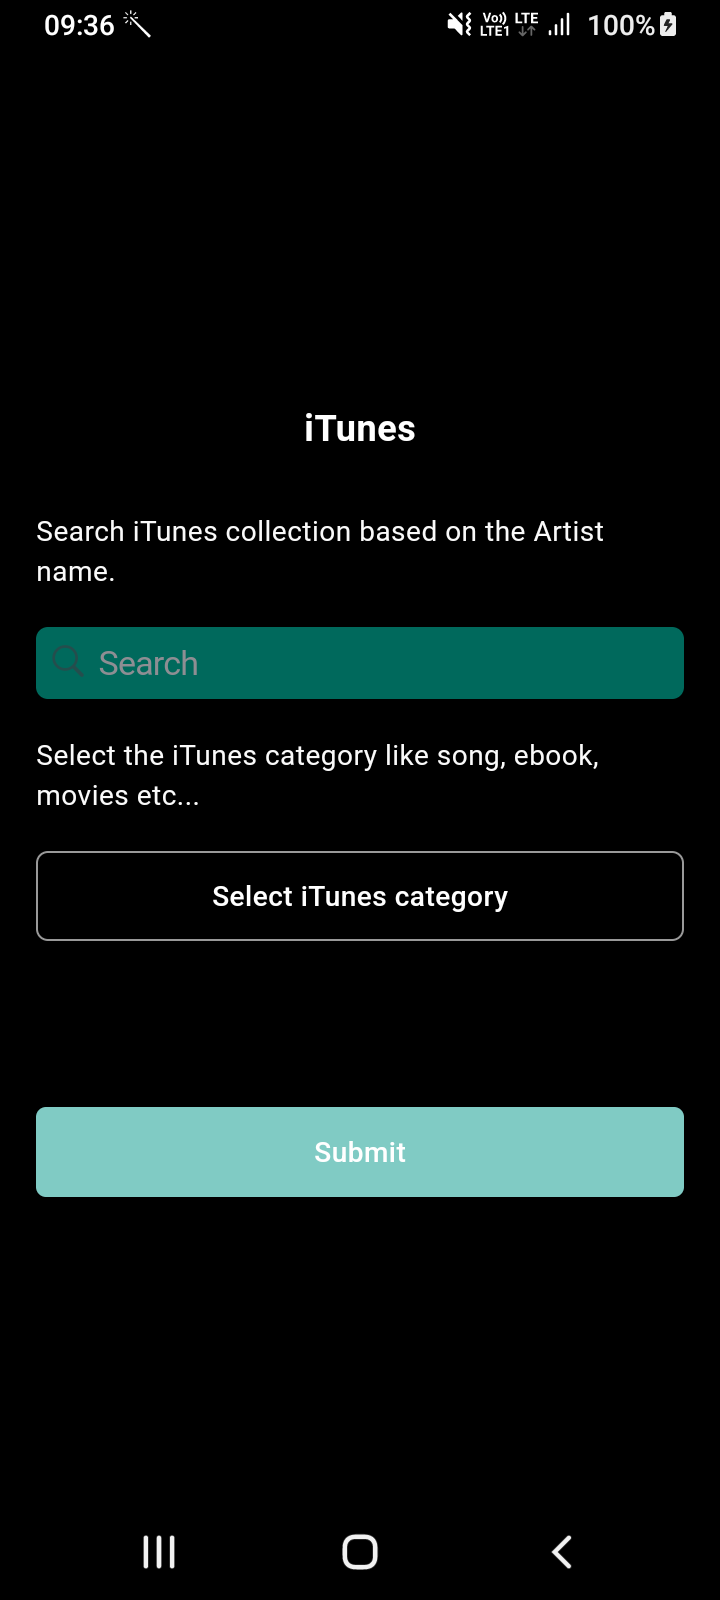 09:36
Vo)) LTE
LTE1
100%
iTunes
Search iTunes collection based on the Artist
name.
Search
Select the iTunes category like song, ebook,
movies etc...
Select iTunes category
Submit